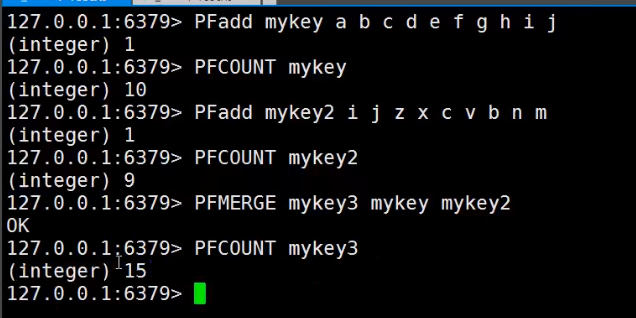 127.0.0.1:6379> PFadd mykey a b c d e f g h i j
(integer) 1
127.0.0.1:6379> PFCOUNT mykey
(integer) 10
127.0.0.1:6379> PFadd mykey2 i j z x c v b n m
(integer) 1
127.0.0.1:6379> PFCOUNT mykey2
(integer) 9
127.0.0.1:6379> PFMERGE mykey3 mykey mykey2
OK
127.0.0.1:6379> PFCOUNT mykey3
(integer) 15
127.0.0.1:6379>